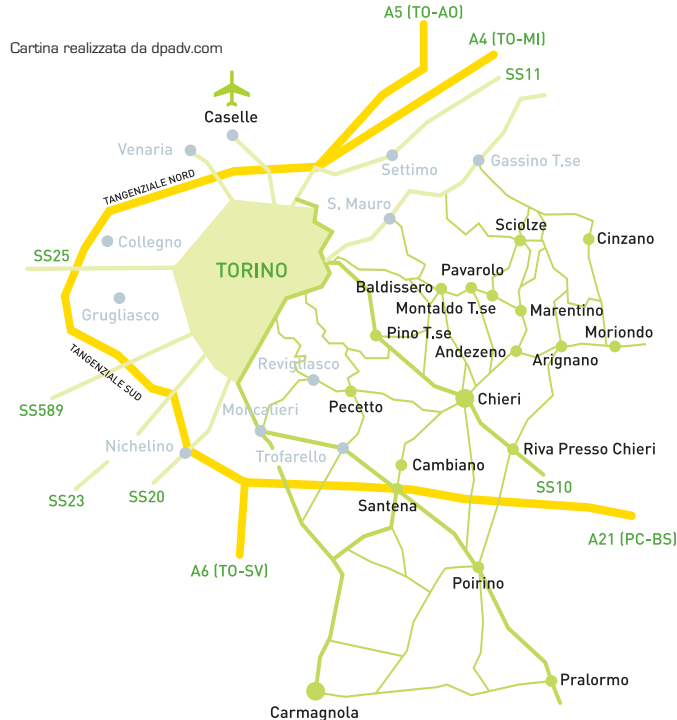 A5 (TO-AO)
Cartina realizzata da dpadv.com
A4 (TO-MI)
SS11
Caselle
Venaria
Settimo
Gassino T.se
TANGENZIALE NORD
S. Mauro
Sciolze
Cinzano
Collegno
SS25
TORINO
Pavarolo
Baldissero
Montaldo T.se
Marentino
Grugliasco
Pino T.se
Moriondo
Andezeno
Arignano
TANGENZIALE SUD
Revigliasco
Chieri
SS589
Moncalieri
Pecetto
Nichelino
Trofarello
Riva Presso Chieri
Cambiano
SS23
SS20
SS10
Santena
A21 (PC-BS)
A6 (TO-SV)
Poirino
Pralormo
Carmagnola